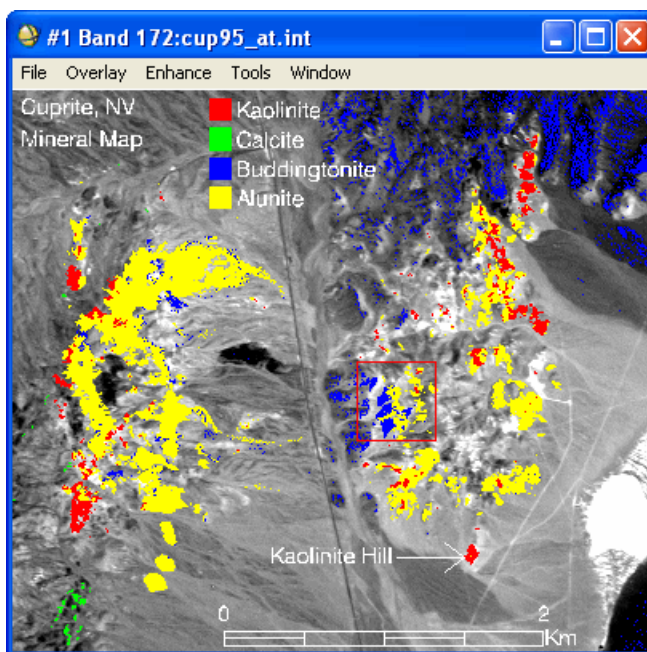 #1 Band 172:cup95_at.int
File Overlay Enhance Tools Window
Cuprite, NV
Mineral Map
Kaolinite
Calcite
Buddingtonite
Alunite
Kaolinite Hill
0 2
Km